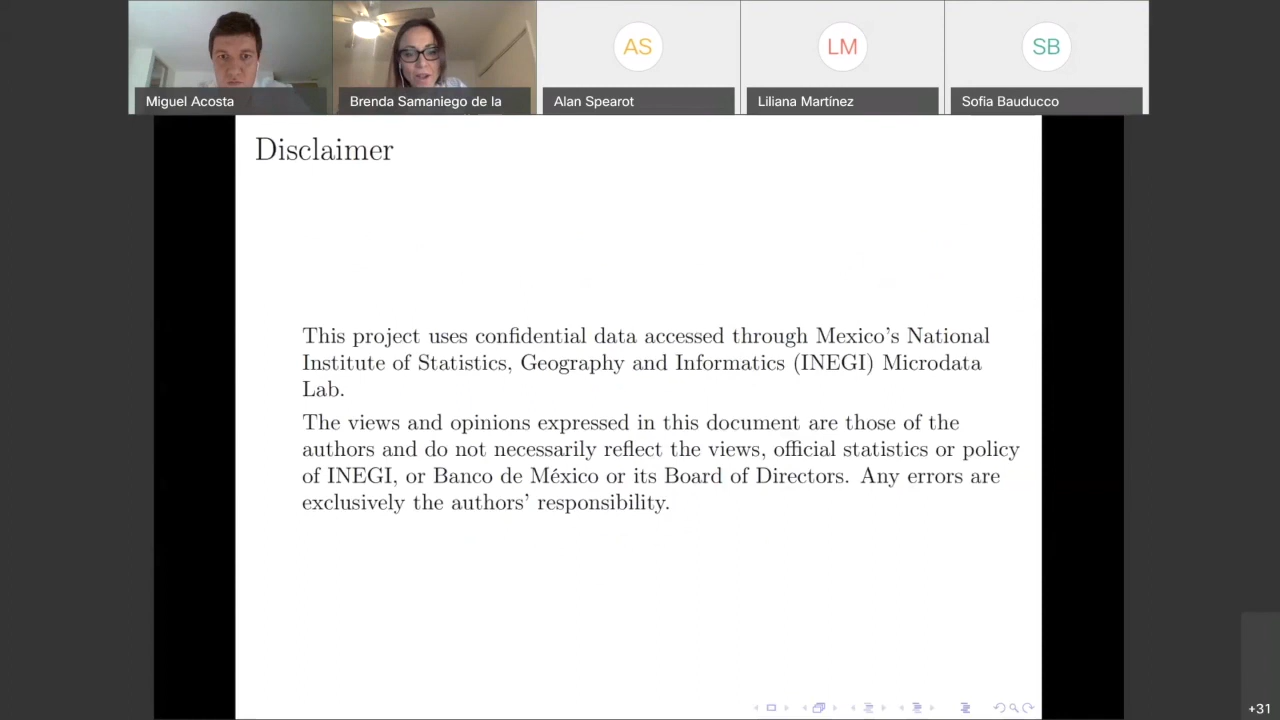 AS
LM
SB
Miguel Acosta
Brenda Samaniego de la
Alan Spearot
Liliana Martínez
Sofia Bauducco
Disclaimer
This project uses confidential data accessed through Mexico's National
Institute of Statistics, Geography and Informatics (INEGI) Microdata
Lab.
The views and opinions expressed in this document are those of the
authors and do not necessarily reflect the views, official statistics or policy
of INEGI, or Banco de México or its Board of Directors. Any errors are
exclusively the authors' responsibility.
+31